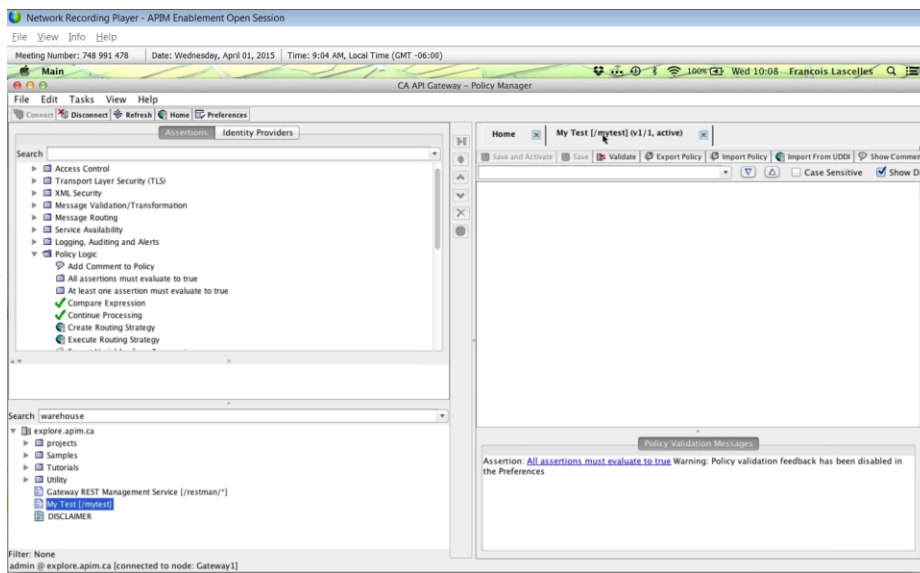 Network Recording Player - APIM Enablement Open Session
File View Info Help
Meeting Number: 748 991 478 Date: Wednesday, April 01, 2015 Time: 9:04 AM, Local Time (GMT -06:00)
Main 100% Wed 10:08 François Lascelles
CA API Gateway - Policy Manager
File Edit Tasks View Help
Connect Disconnect Refresh Home Preferences
Assertions Identity Providers
Search
Access Control
Transport Layer Security (TLS)
XML Security
Message Validation/Transformation
Message Routing
Service Availability
Logging, Auditing and Alerts
Policy Logic
Add Comment to Policy
All assertions must evaluate to true
At least one assertion must evaluate to true
Compare Expression
Continue Processing
Create Routing Strategy
Execute Routing Strategy
Search warehouse
explore.apim.ca
projects
Samples
Tutorials
Utility
Gateway REST Management Service [/restman/*]
My Test [/mytest]
DISCLAIMER
Filter: None
admin @ explore.apim.ca [connected to node: Gateway1]
Home My Test [/mytest] (v1/1, active)
Save and Activate Save Validate Export Policy Import Policy Import From UDDI Show Commen
Case Sensitive Show D
Policy Validation Messages
Assertion: All assertions must evaluate to true Warning: Policy validation feedback has been disabled in
the Preferences